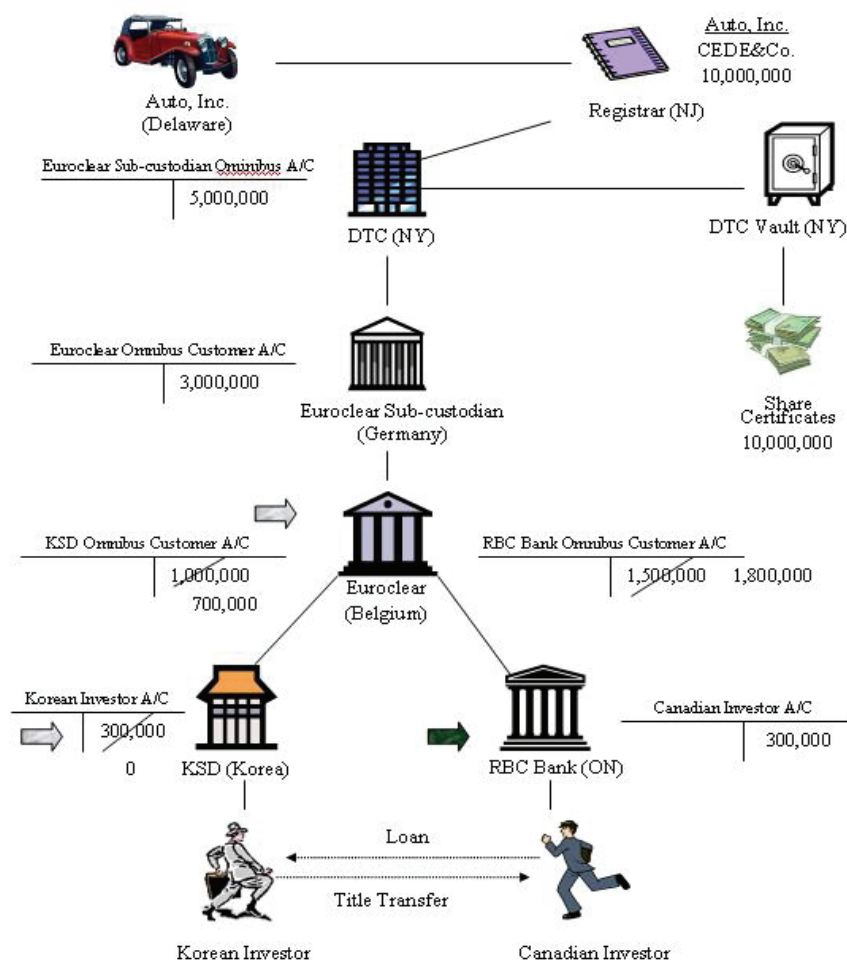 Auto, Inc.
CEDE&Co.
10,000,000
Auto, Inc.
(Delaware)
Registrar (NJ)
Euroclear Sub-custodian Ominibus A/C
5,000,000
DTC (NY)
DTC Vault (NY)
Euroclear Omnibus Customer A/C
3,000,000
Euroclear Sub-custodian
(Germany)
Share
Certificates
10,000,000
KSD Omnibus Customer A/C
1,000,000
700,000
RBC Bank Omnibus Customer A/C
1,500,000 1,800,000
Euroclear
(Belgium)
Korean Investor A/C
300,000
0
KSD (Korea)
RBC Bank (ON)
Canadian Investor A/C
300,000
Loan
Title Transfer
Korean Investor
Canadian Investor